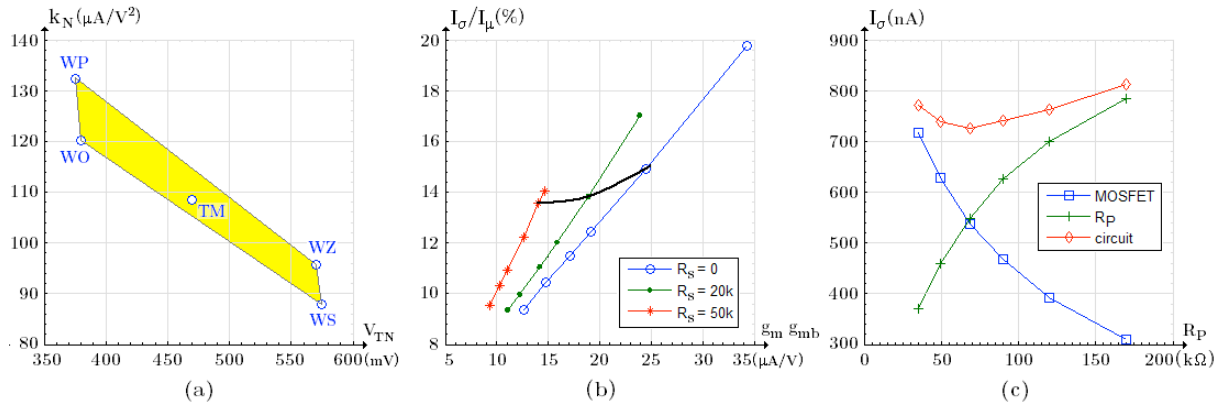 k_N(μA/V²)
140
130
120
110
100
90
80
WP
WO
TM
WZ
WS
V_TN
350 400 450 500 550 600 (mV)
(a)
I_σ/I_μ(%)
20
18
16
14
12
10
8
R_s = 0
R_s = 20k
R_s = 50k
g_m g_mb
5 10 15 20 25 30 35 (μA/V)
(b)
I_σ(nA)
900
800
700
600
500
400
300
MOSFET
R_P
circuit
R_P
0 50 100 150 200 (kΩ)
(c)